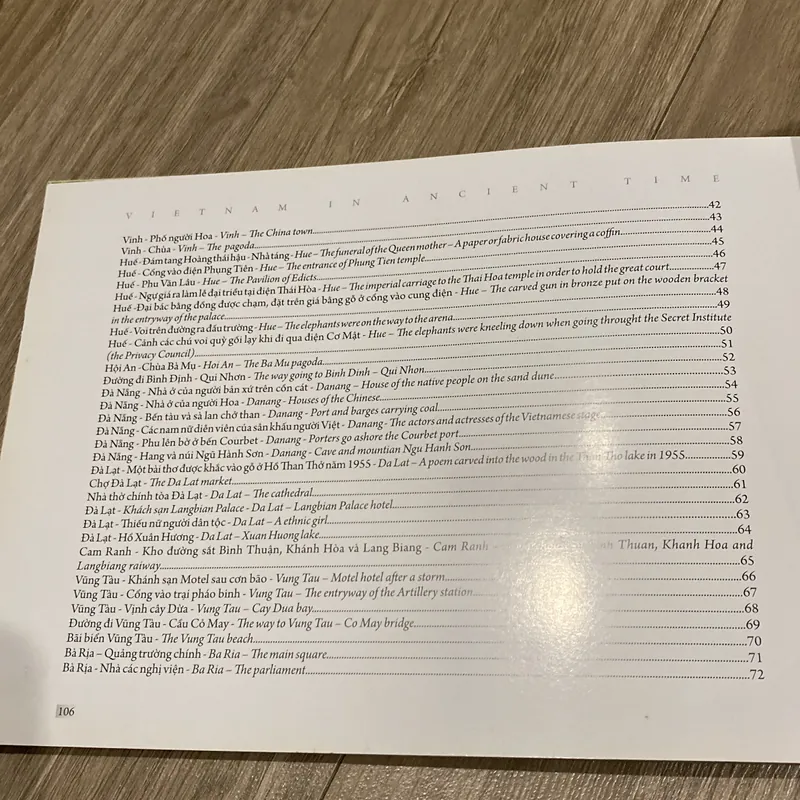 VIETNAM IN ANCIENT TIME
Vinh - Phố người Hoa - Vinh – The China town....42
Vinh - Chùa - Vinh – The pagoda....43
Huế - Đám tang Hoàng thái hậu - Nhà táng - Hue – The funeral of the Queen mother – A paper or fabric house covering a coffin....44
Huế - Cổng vào điện Phụng Tiên - Hue – The entrance of Phung Tien temple....45
Huế - Phu Văn Lâu - Hue – The Pavilion of Edicts....46
Huế - Ngự giá ra làm lễ đại triều tại điện Thái Hòa - Hue – The imperial carriage to the Thai Hoa temple in order to hold the great court....47
Huế -Đại bác bằng đồng được chạm, đặt trên giá bằng gỗ ở cổng vào cung điện - Hue – The carved gun in bronze put on the wooden bracket
in the entryway of the palace....48
Huế - Voi trên đường ra đấu trường - Hue – The elephants were on the way to the arena....49
Huế - Cảnh các chú voi quỳ gối lạy khi đi qua điện Cơ Mật - Hue – The elephants were kneeling down when going throught the Secret Institute
(the Privacy Council)....50
Hội An -Chùa Bà Mụ - Hoi An – The Ba Mu pagoda....51
Đường đi Bình Định - Qui Nhơn - The way going to Binh Dinh – Qui Nhon....52
Đà Nẵng - Nhà ở của người bản xứ trên cồn cát - Danang – House of the native people on the sand dune....53
Đà Nẵng - Nhà ở của người Hoa - Danang - Houses of the Chinese....54
Đà Nẵng - Bến tàu và sà lan chở than - Danang - Port and barges carrying coal....55
Đà Nẵng - Các nam nữ diễn viên của sân khấu người Việt - Danang – The actors and actresses of the Vietnamese stage....56
Đà Nẵng - Phu lên bờ ở bến Courbet - Danang - Porters go ashore the Courbet port....57
Đà Nẵng - Hang và núi Ngũ Hành Sơn - Danang - Cave and mountian Ngu Hanh Son....58
Đà Lạt - Một bài thơ được khắc vào gỗ ở Hồ Than Thở năm 1955 - Da Lat – A poem carved into the wood in the Than Tho lake in 1955....59
Chợ Đà Lạt - The Da Lat market....60
Nhà thờ chính tòa Đà Lạt - Da Lat – The cathedral....61
Đà Lạt - Khách sạn Langbian Palace - Da Lat – Langbian Palace hotel....62
Đà Lạt - Thiếu nữ người dân tộc - Da Lat – A ethnic girl....63
Đà Lạt - Hồ Xuân Hương - Da Lat – Xuan Huong lake....64
Cam Ranh - Kho đường sắt Bình Thuận, Khánh Hòa và Lang Biang - Cam Ranh – Thuan, Khanh Hoa and
Langbiang raiway....65
Vũng Tàu - Khánh sạn Motel sau cơn bão - Vung Tau – Motel hotel after a storm....66
Vũng Tàu - Cổng vào trại pháo binh - Vung Tau – The entryway of the Artillery station....67
Vũng Tàu - Vịnh cây Dừa - Vung Tau – Cay Dua bay....68
Đường đi Vũng Tàu - Cầu Cỏ May - The way to Vung Tau – Co May bridge....69
Bãi biển Vũng Tàu - The Vung Tau beach....70
Bà Rịa – Quảng trường chính - Ba Ria – The main square....71
Bà Rịa - Nhà các nghị viện - Ba Ria – The parliament....72
106